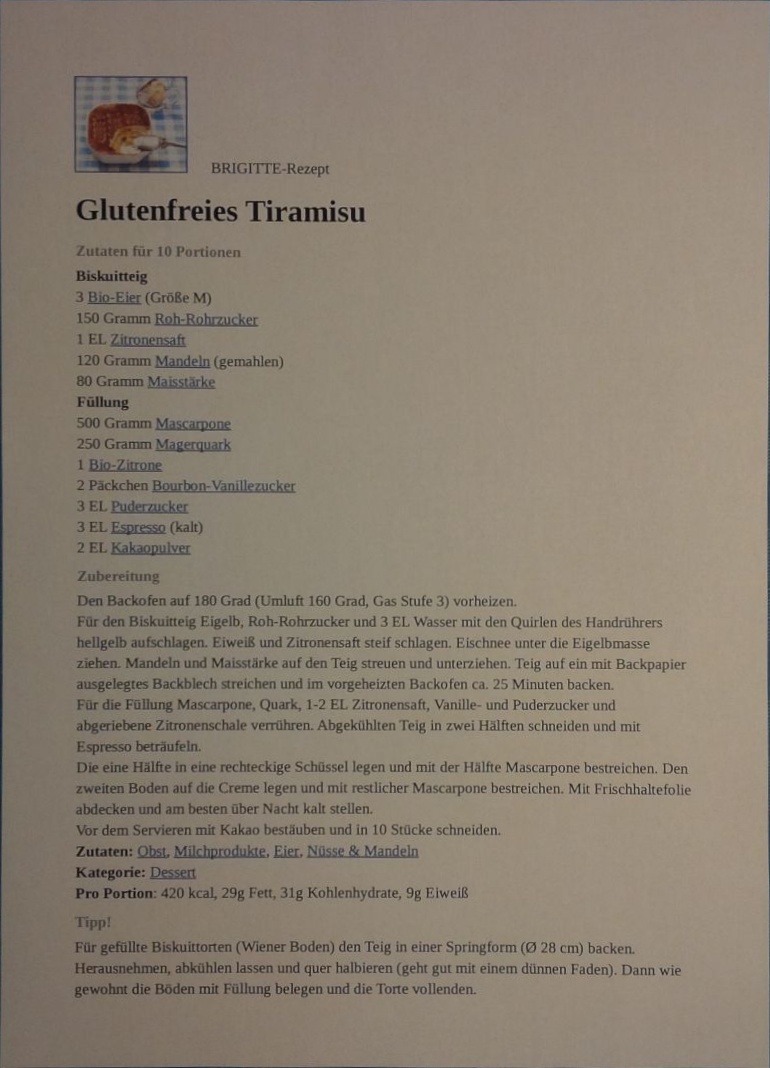 BRIGITTE-Rezept
Glutenfreies Tiramisu
Zutaten für 10 Portionen
Biskuitteig
3 Bio-Eier (Größe M)
150 Gramm Roh-Rohrzucker
1 EL Zitronensaft
120 Gramm Mandeln (gemahlen)
80 Gramm Maisstärke
Füllung
500 Gramm Mascarpone
250 Gramm Magerquark
1 Bio-Zitrone
2 Päckchen Bourbon-Vanillezucker
3 EL Puderzucker
3 EL Espresso (kalt)
2 EL Kakaopulver
Zubereitung
Den Backofen auf 180 Grad (Umluft 160 Grad, Gas Stufe 3) vorheizen.
Für den Biskuitteig Eigelb, Roh-Rohrzucker und 3 EL Wasser mit den Quirlen des Handrührers
hellgelb aufschlagen. Eiweiß und Zitronensaft steif schlagen. Eischnee unter die Eigelbmasse
ziehen. Mandeln und Maisstärke auf den Teig streuen und unterziehen. Teig auf ein mit Backpapier
ausgelegtes Backblech streichen und im vorgeheizten Backofen ca. 25 Minuten backen.
Für die Füllung Mascarpone, Quark, 1-2 EL Zitronensaft, Vanille- und Puderzucker und
abgeriebene Zitronenschale verrühren. Abgekühlten Teig in zwei Hälften schneiden und mit
Espresso beträufeln.
Die eine Hälfte in eine rechteckige Schüssel legen und mit der Hälfte Mascarpone bestreichen. Den
zweiten Boden auf die Creme legen und mit restlicher Mascarpone bestreichen. Mit Frischhaltefolie
abdecken und am besten über Nacht kalt stellen.
Vor dem Servieren mit Kakao bestäuben und in 10 Stücke schneiden.
Zutaten: Obst, Milchprodukte, Eier, Nüsse & Mandeln
Kategorie: Dessert
Pro Portion: 420 kcal, 29g Fett, 31g Kohlenhydrate, 9g Eiweiß
Tipp!
Für gefüllte Biskuittorten (Wiener Boden) den Teig in einer Springform (Ø 28 cm) backen.
Herausnehmen, abkühlen lassen und quer halbieren (geht gut mit einem dünnen Faden). Dann wie
gewohnt die Böden mit Füllung belegen und die Torte vollenden.